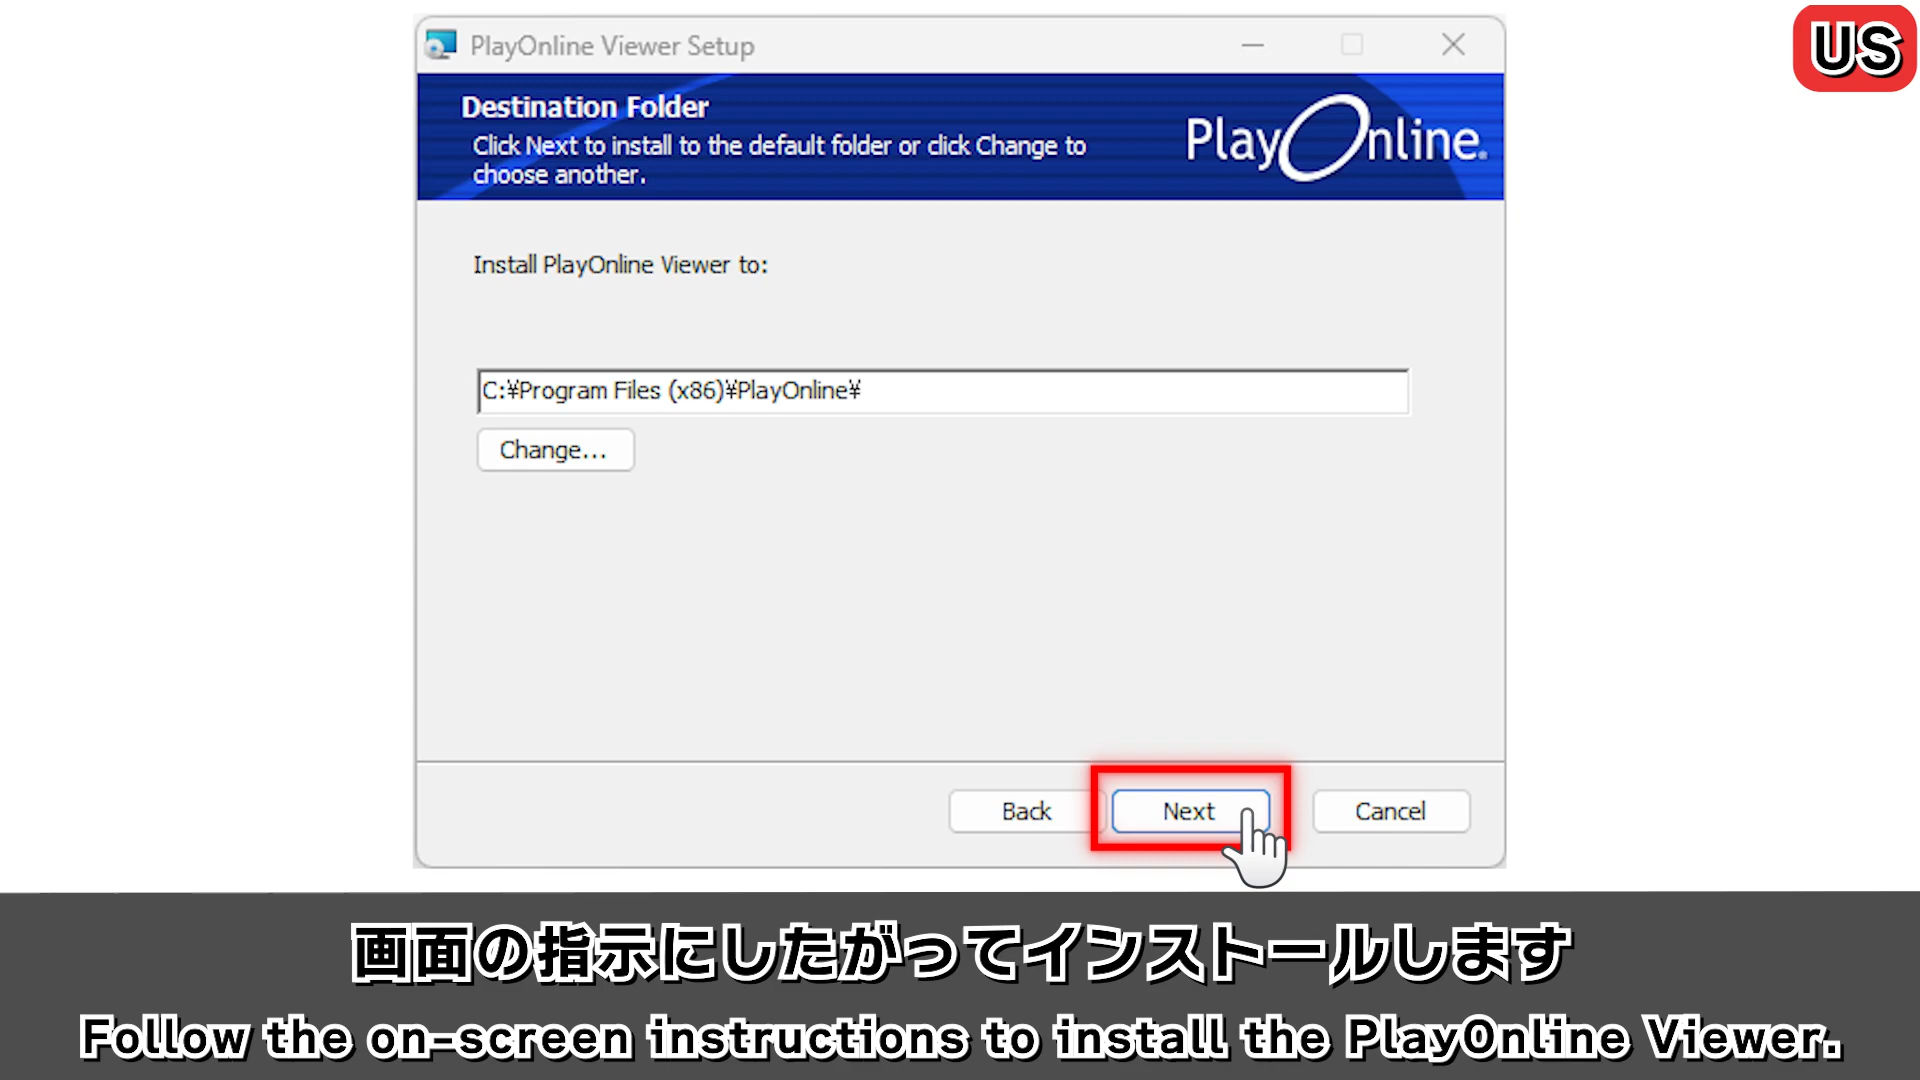 PlayOnline Viewer Setup
US
Destination Folder
Click Next to install to the default folder or click Change to
choose another.
PlayOnline®
Install PlayOnline Viewer to:
C:¥Program Files (x86)¥PlayOnline¥
Change...
Back
Next
Cancel
画面の指示にしたがってインストールします
Follow the on-screen instructions to install the PlayOnline Viewer.